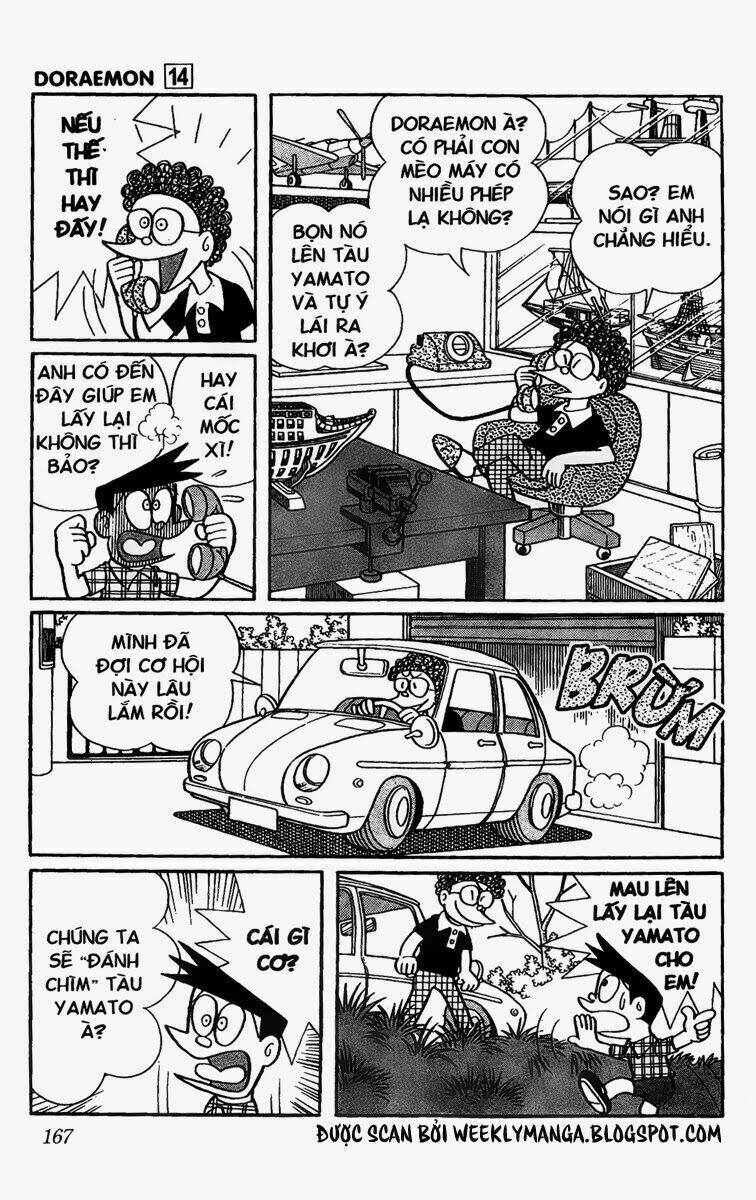 DORAEMON 14
SAO? EM
NÓI GÌ ANH
CHẲNG HIỂU.
DORAEMON À?
CÓ PHẢI CON
MÈO MÁY CÓ
NHIỀU PHÉP
LẠ KHÔNG?
BỌN NÓ
LÊN TÀU
YAMATO
VÀ TỰ Ý
LÁI RA
KHƠI À?
NẾU
THẾ
THÌ
HAY
ĐẤY!
HAY
CÁI
MỐC
XÌ!
ANH CÓ ĐẾN
ĐÂY GIÚP EM
LẤY LẠI
KHÔNG THÌ
BẢO?
MÌNH ĐÃ
ĐỢI CƠ HỘI
NÀY LÂU
LẮM RỒI!
BRỪM
MAU LÊN
LẤY LẠI TÀU
YAMATO
CHO
EM!
CÁI GÌ
CƠ?
CHÚNG TA
SẼ "ĐÁNH
CHÌM" TÀU
YAMATO
À?
167
ĐƯỢC SCAN BỞI WEEKLYMANGA.BLOGSPOT.COM